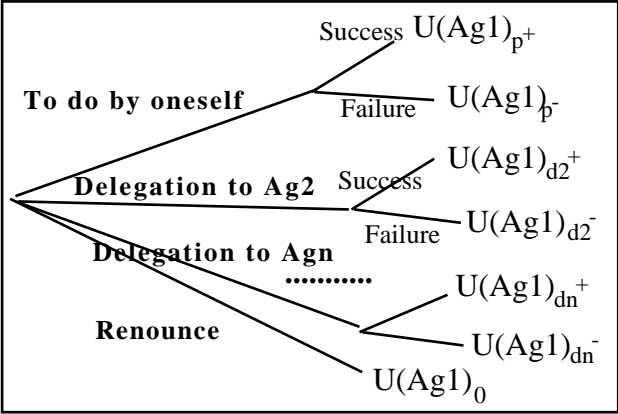 Success U(Ag1)p+
To do by oneself
Failure U(Ag1)p-
Delegation to Ag2
Success U(Ag1)d2+
Failure U(Ag1)d2-
Delegation to Agn
............
U(Ag1)dn+
Renounce
U(Ag1)dn-
U(Ag1)0